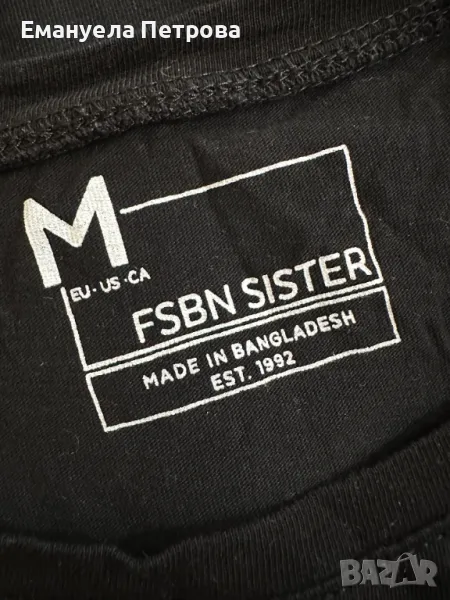 Емануела Петрова
M
EU · US · CA
FSBN SISTER
MADE IN BANGLADESH
EST. 1992
BAZAR